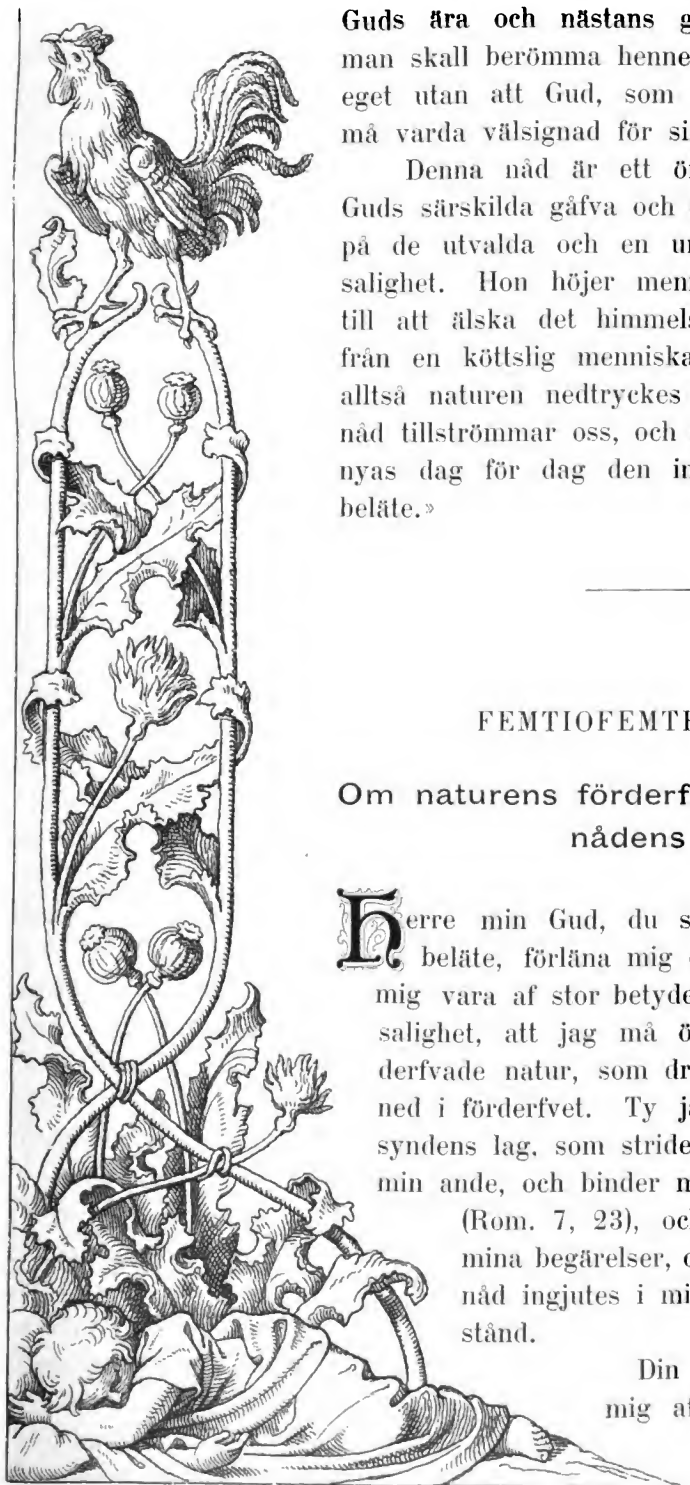 Guds ära och nästans g
man skall berömma henne
eget utan att Gud, som
må varda välsignad för si
Denna nåd är ett ö
Guds särskilda gåfva och
på de utvalda och en u
salighet. Hon höjer men
till att älska det himmels
från en köttslig menniska
alltså naturen nedtryckes
nåd tillströmmar oss, och
nyas dag för dag den in
beläte.»
FEMTIOFEMTE
Om naturens förderf
nådens
Herre min Gud, du s
beläte, förläna mig
mig vara af stor betyde
salighet, att jag må ö
derfvade natur, som dr
ned i förderfvet. Ty j
syndens lag, som stride
min ande, och binder m
(Rom. 7, 23), oc
mina begärelser, o
nåd ingjutes i mi
stånd.
Din
mig at